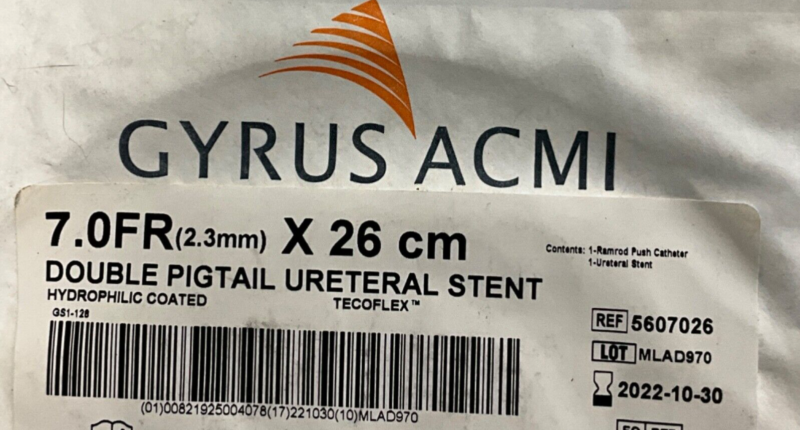 GYRUS ACMI
7.0FR(2.3mm) X 26 cm
Contents: 1-Ramrod Push Catheter
1-Ureteral Stent
DOUBLE PIGTAIL URETERAL STENT
HYDROPHILIC COATED TECOFLEX™
GS1-128
REF 5607026
LOT MLAD970
2022-10-30
(01)00821925004078(17)221030(10)MLAD970